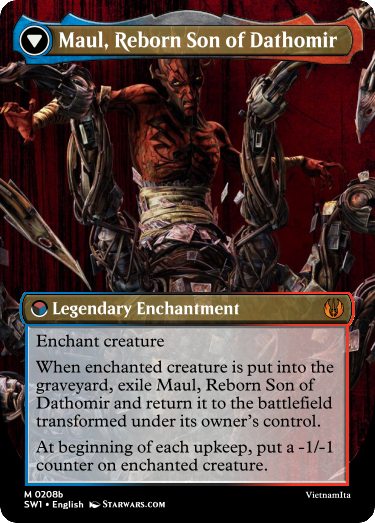 Maul, Reborn Son of Dathomir
Legendary Enchantment
Enchant creature
When enchanted creature is put into the
graveyard, exile Maul, Reborn Son of
Dathomir and return it to the battlefield
transformed under its owner’s control.
At beginning of each upkeep, put a -1/-1
counter on enchanted creature.
M 0208b
SW1 • English STARWARS.COM
VietnamIta